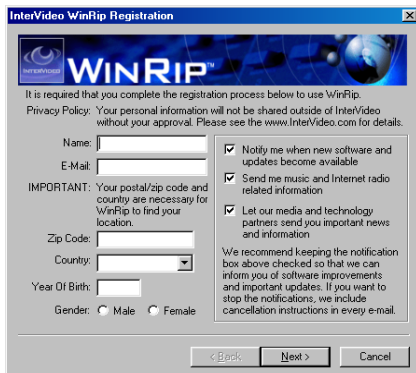 InterVideo WinRip Registration
INTERVIDEO
WINRIP™
It is required that you complete the registration process below to use WinRip.
Privacy Policy: Your personal information will not be shared outside of InterVideo
without your approval. Please see the www.InterVideo.com for details.
Name:
E-Mail:
IMPORTANT: Your postal/zip code and
country are necessary for
WinRip to find your
location.
Zip Code:
Country:
Year Of Birth:
Gender: Male Female
Notify me when new software and
updates become available
Send me music and Internet radio
related information
Let our media and technology
partners send you important news
and information
We recommend keeping the notification
box above checked so that we can
inform you of software improvements
and important updates. If you want to
stop the notifications, we include
cancellation instructions in every e-mail.
< Back Next > Cancel